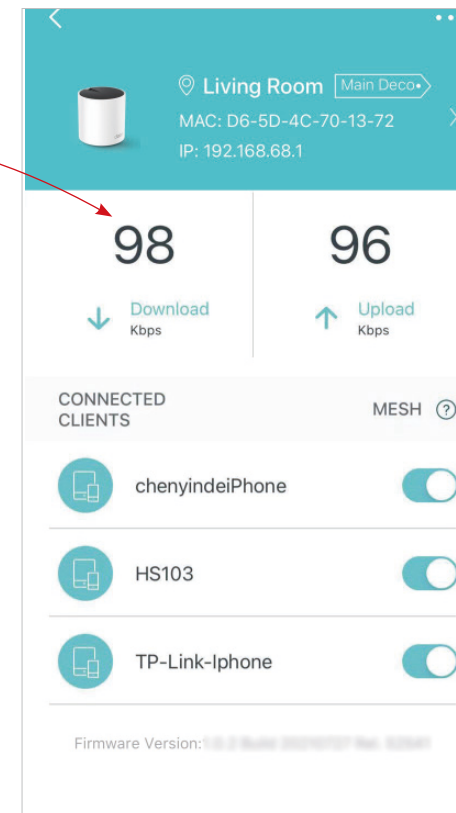 Living Room Main Deco
MAC: D6-5D-4C-70-13-72
IP: 192.168.68.1
98 96
Download Upload
Kbps Kbps
CONNECTED
CLIENTS
MESH ?
chenyindeiPhone
HS103
TP-Link-Iphone
Firmware Version: